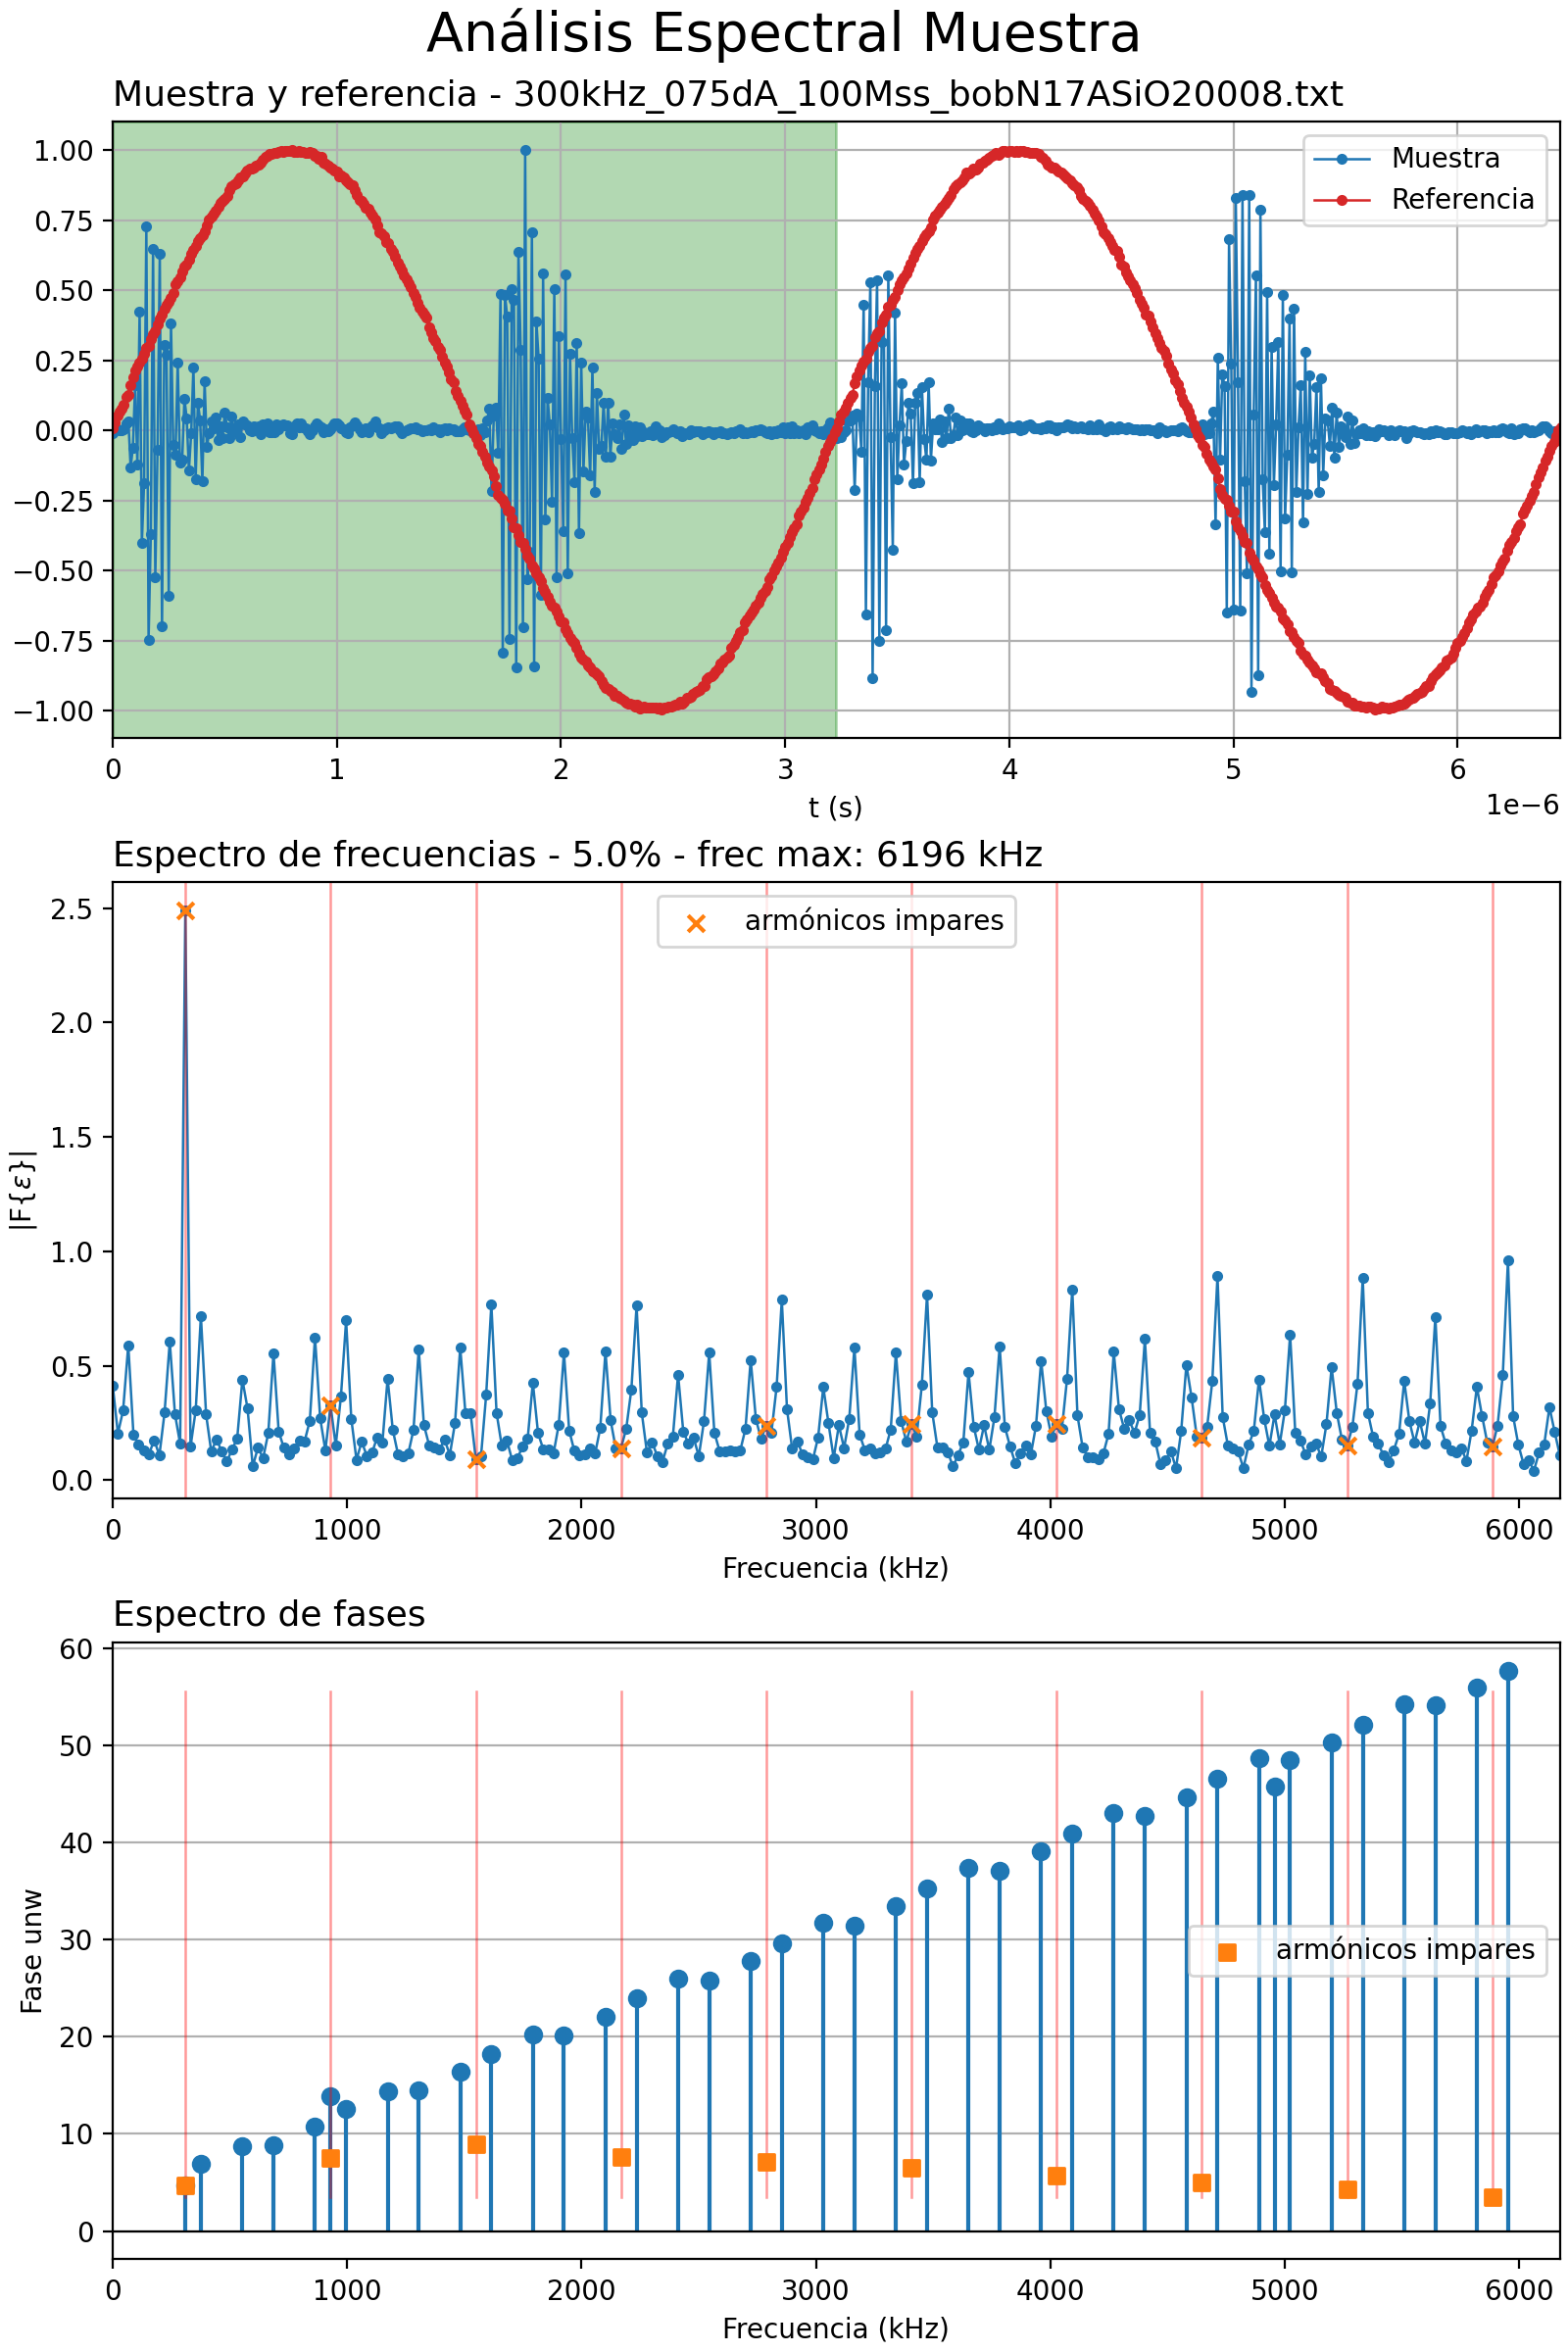 Análisis Espectral Muestra
Muestra y referencia - 300kHz_075dA_100Mss_bobN17ASiO20008.txt
Muestra
Referencia
1.00
0.75
0.50
0.25
0.00
−0.25
−0.50
−0.75
−1.00
0 1 2 3 4 5 6
t (s)
1e−6
Espectro de frecuencias - 5.0% - frec max: 6196 kHz
armónicos impares
|F{ε}|
2.5
2.0
1.5
1.0
0.5
0.0
0 1000 2000 3000 4000 5000 6000
Frecuencia (kHz)
Espectro de fases
armónicos impares
Fase unw
60
50
40
30
20
10
0
0 1000 2000 3000 4000 5000 6000
Frecuencia (kHz)